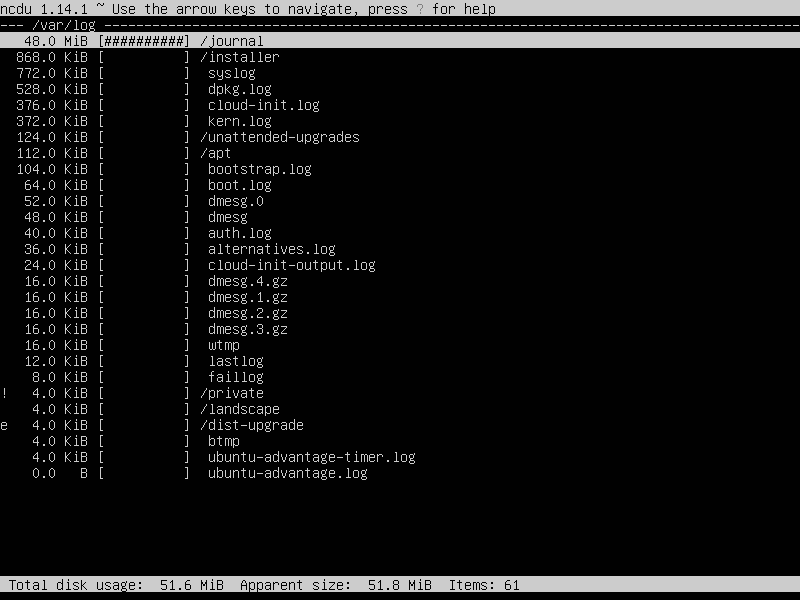 ncdu 1.14.1 ~ Use the arrow keys to navigate, press ? for help
--- /var/log ---------------------------------------------------------------------------------------
   48.0 MiB [##########] /journal
  868.0 KiB [          ] /installer
  772.0 KiB [          ]  syslog
  528.0 KiB [          ]  dpkg.log
  376.0 KiB [          ]  cloud-init.log
  372.0 KiB [          ]  kern.log
  124.0 KiB [          ] /unattended-upgrades
  112.0 KiB [          ] /apt
  104.0 KiB [          ]  bootstrap.log
   64.0 KiB [          ]  boot.log
   52.0 KiB [          ]  dmesg.0
   48.0 KiB [          ]  dmesg
   40.0 KiB [          ]  auth.log
   36.0 KiB [          ]  alternatives.log
   24.0 KiB [          ]  cloud-init-output.log
   16.0 KiB [          ]  dmesg.4.gz
   16.0 KiB [          ]  dmesg.1.gz
   16.0 KiB [          ]  dmesg.2.gz
   16.0 KiB [          ]  dmesg.3.gz
   16.0 KiB [          ]  wtmp
   12.0 KiB [          ]  lastlog
    8.0 KiB [          ]  faillog
!   4.0 KiB [          ] /private
    4.0 KiB [          ] /landscape
e   4.0 KiB [          ] /dist-upgrade
    4.0 KiB [          ]  btmp
    4.0 KiB [          ]  ubuntu-advantage-timer.log
    0.0   B [          ]  ubuntu-advantage.log
 Total disk usage:  51.6 MiB  Apparent size:  51.8 MiB  Items: 61